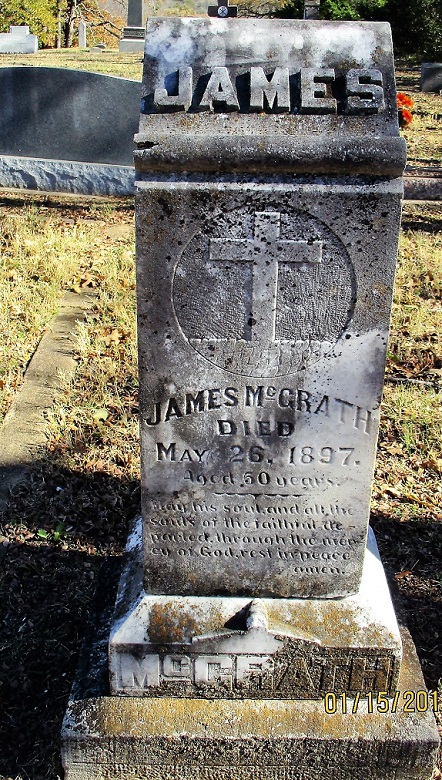 JAMES
JAMES McGRATH
DIED
MAY 26, 1897.
Aged 60 years.
may his soul, and all the
souls of the faithful de-
parted, through the mer-
cy of God, rest in peace
amen.
McGRATH
01/15/201